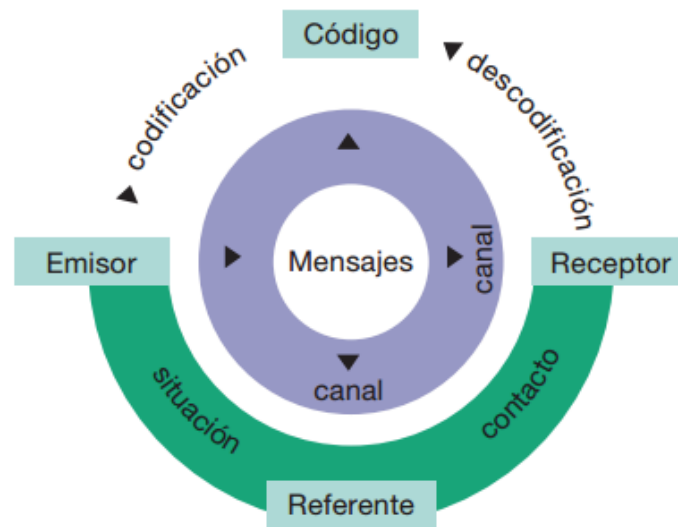 Código
codificación
descodificación
Emisor
Mensajes
canal
Receptor
canal
situación
contacto
Referente